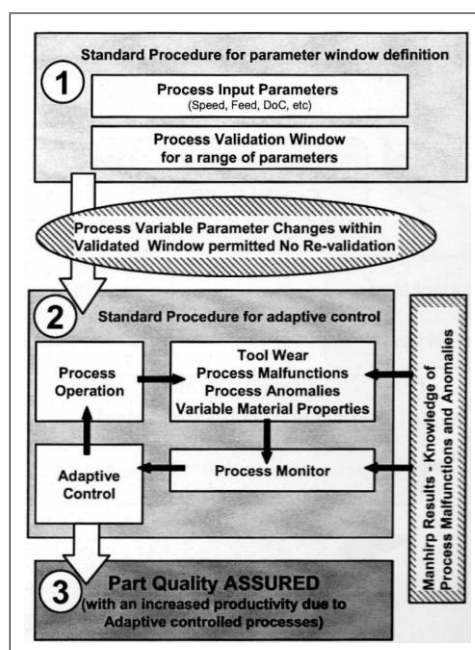 1
Standard Procedure for parameter window definition
Process Input Parameters
(Speed, Feed, DoC, etc)
Process Validation Window
for a range of parameters
Process Variable Parameter Changes within
Validated Window permitted No Re-validation
2
Standard Procedure for adaptive control
Process
Operation
Tool Wear
Process Malfunctions
Process Anomalies
Variable Material Properties
Adaptive
Control
Process Monitor
Manhirp Results - Knowledge of
Process Malfunctions and Anomalies
3
Part Quality ASSURED
(with an increased productivity due to
Adaptive controlled processes)